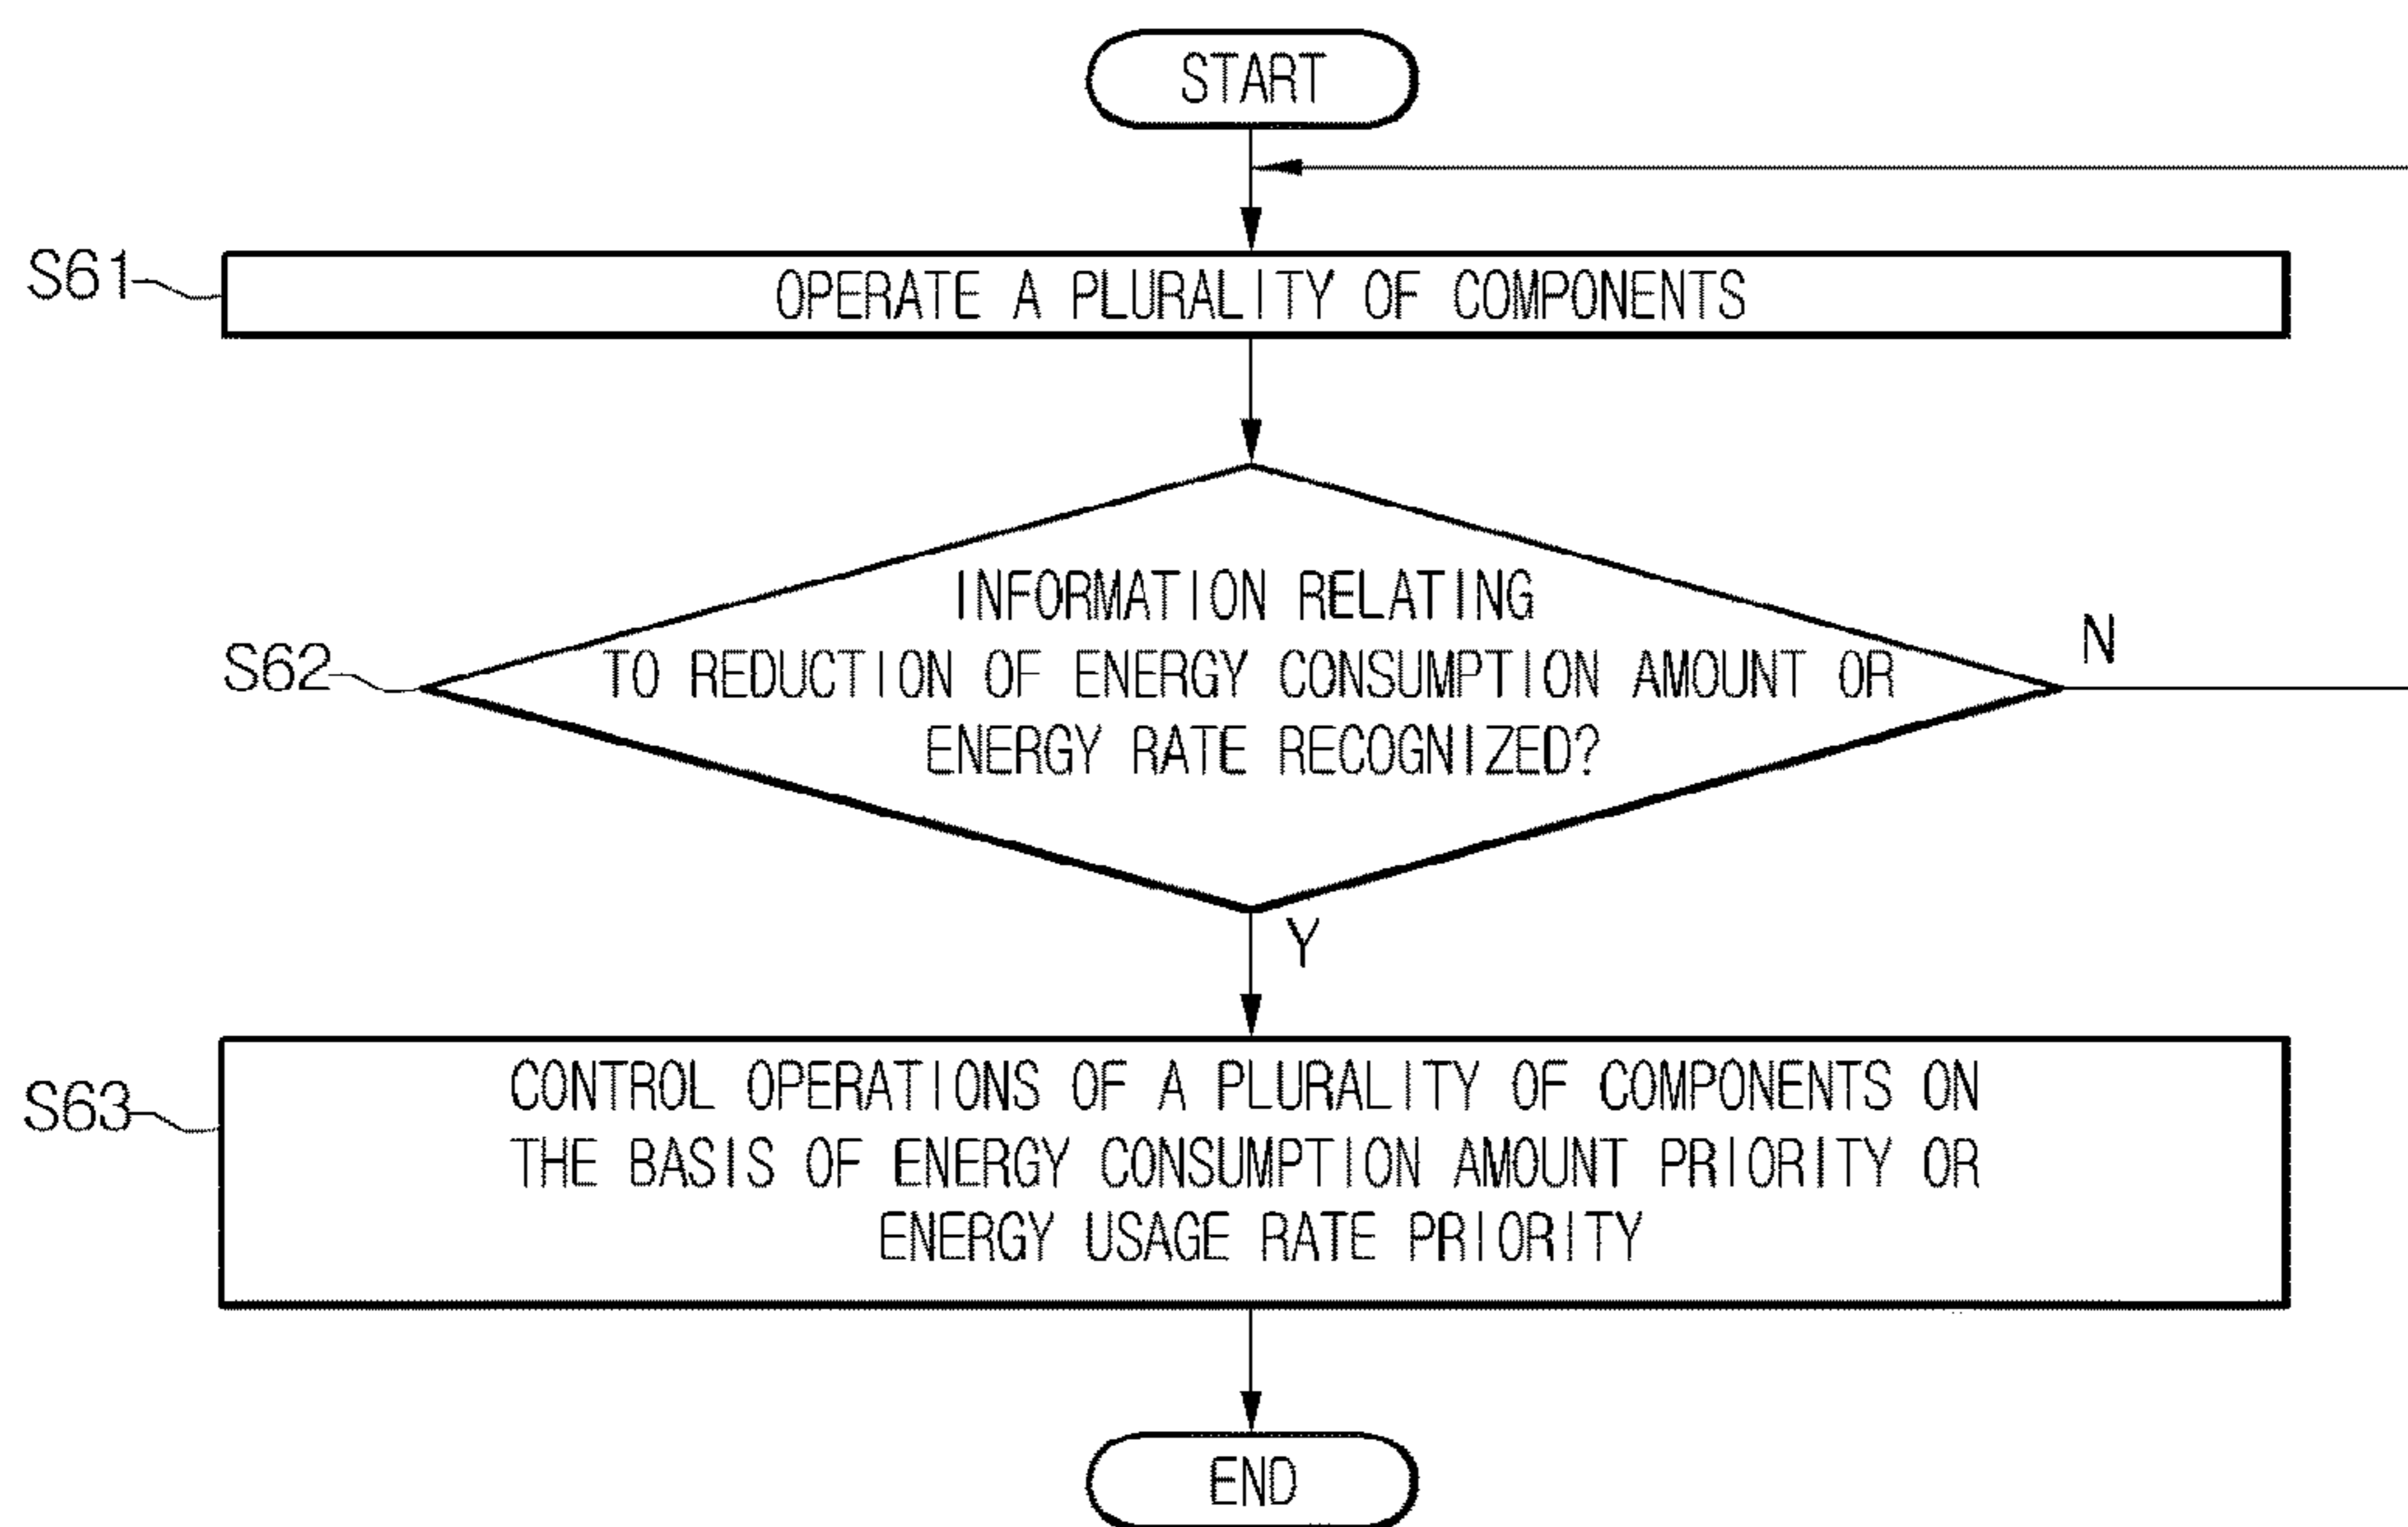 START
S61
OPERATE A PLURALITY OF COMPONENTS
INFORMATION RELATING
TO REDUCTION OF ENERGY CONSUMPTION AMOUNT OR
ENERGY RATE RECOGNIZED?
S62
N
Y
S63
CONTROL OPERATIONS OF A PLURALITY OF COMPONENTS ON
THE BASIS OF ENERGY CONSUMPTION AMOUNT PRIORITY OR
ENERGY USAGE RATE PRIORITY
END